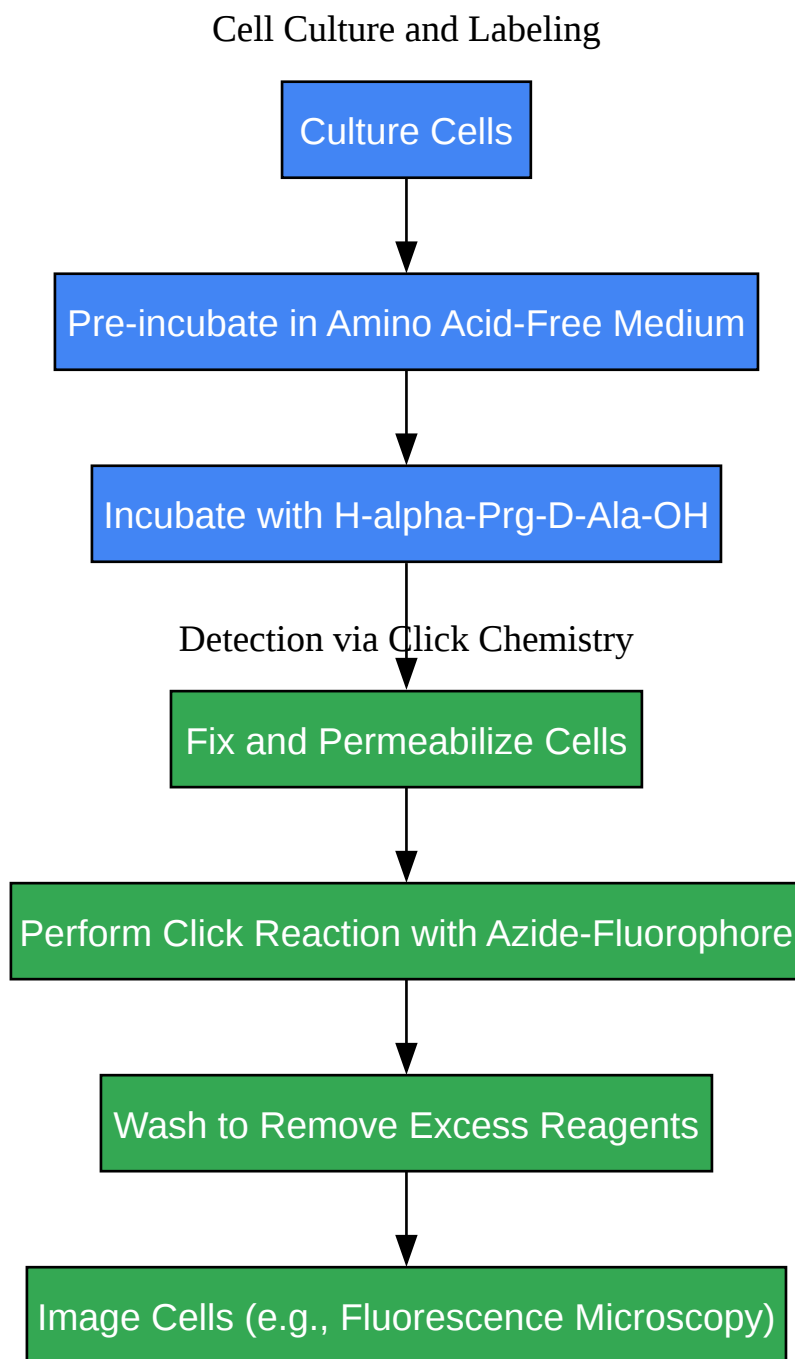 Cell Culture and Labeling
Culture Cells
Pre-incubate in Amino Acid-Free Medium
Incubate with H-alpha-Prg-D-Ala-OH
Detection via Click Chemistry
Fix and Permeabilize Cells
Perform Click Reaction with Azide-Fluorophore
Wash to Remove Excess Reagents
Image Cells (e.g., Fluorescence Microscopy)